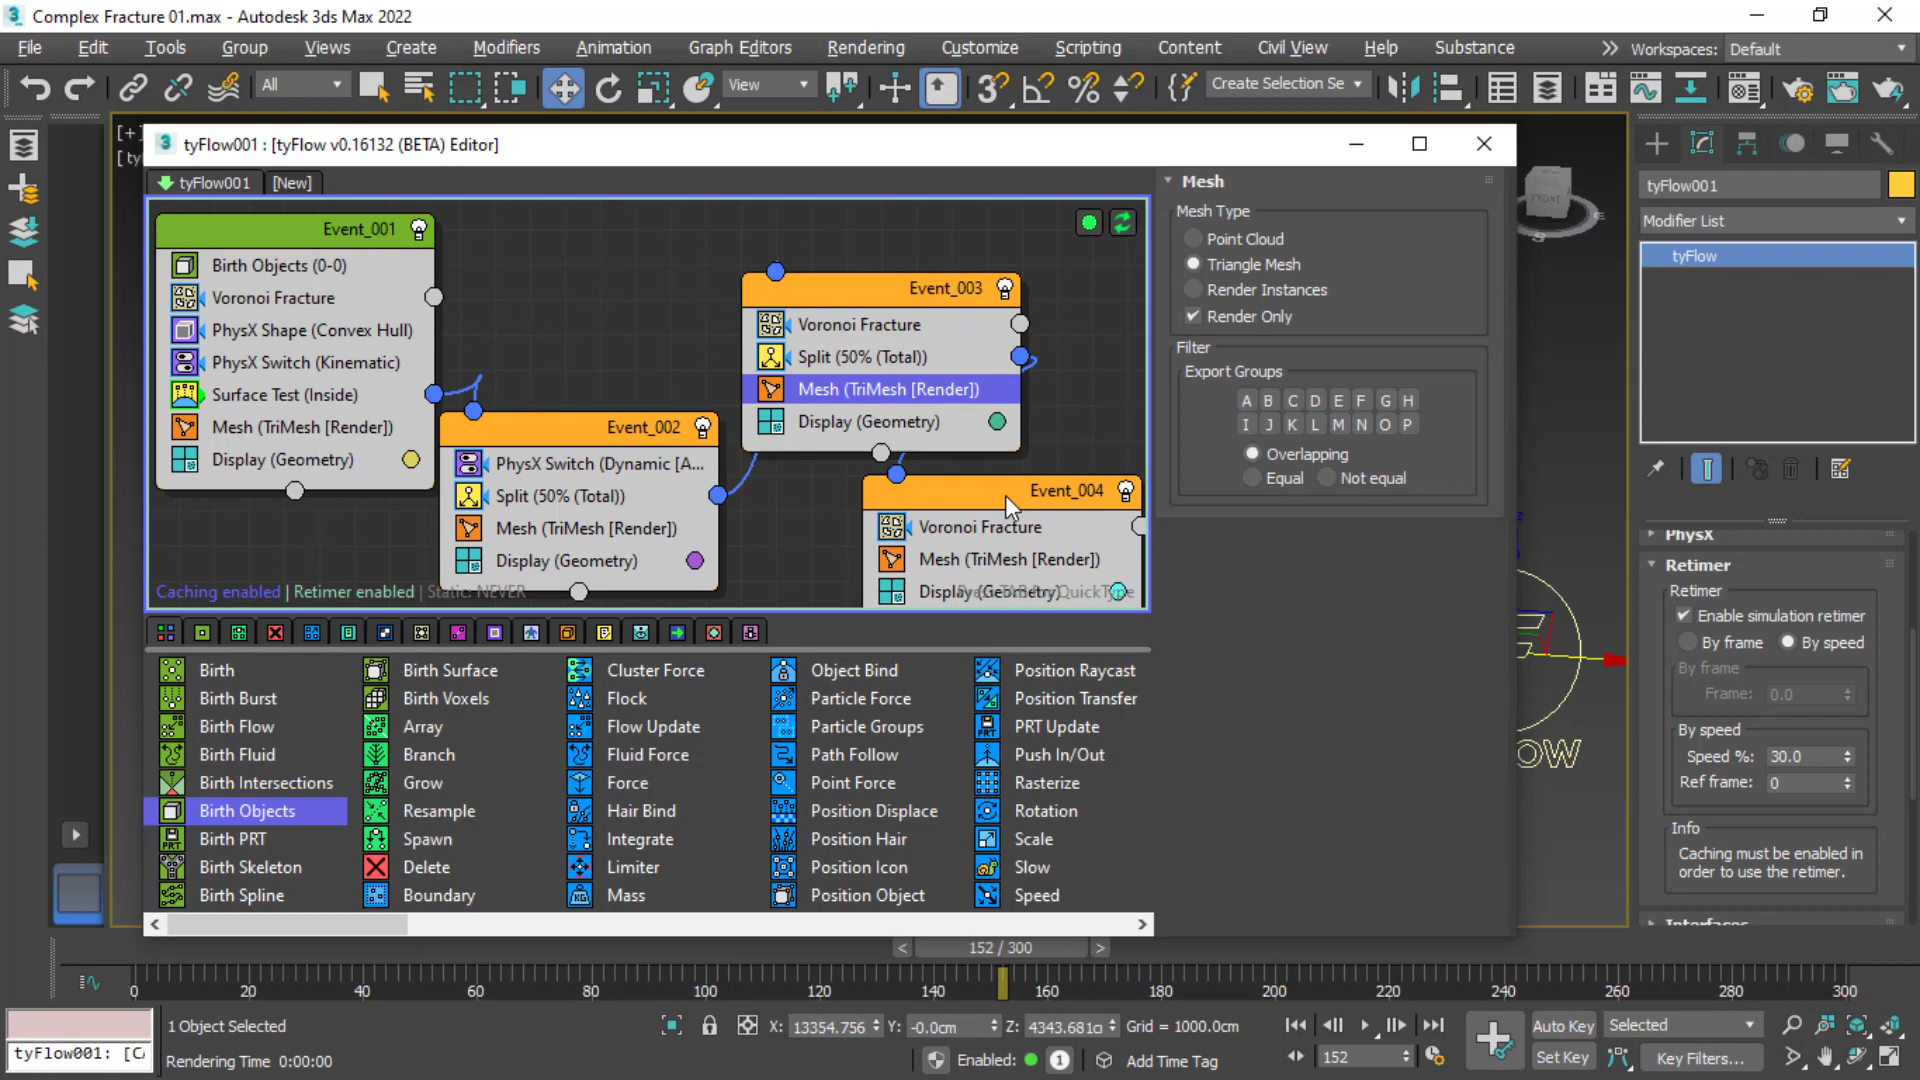 Complex Fracture 01.max - Autodesk 3ds Max 2022
File Edit Tools Group Views Create Modifiers Animation Graph Editors Rendering Customize Scripting Content Civil View Help Substance Workspaces: Default
All View Create Selection Se
[+]
[ ty
tyFlow001 : [tyFlow v0.16132 (BETA) Editor]
tyFlow001 [New]
Event_001
Birth Objects (0-0)
Voronoi Fracture
PhysX Shape (Convex Hull)
PhysX Switch (Kinematic)
Surface Test (Inside)
Mesh (TriMesh [Render])
Display (Geometry)
Event_002
PhysX Switch (Dynamic [A...
Split (50% (Total))
Mesh (TriMesh [Render])
Display (Geometry)
Event_003
Voronoi Fracture
Split (50% (Total))
Mesh (TriMesh [Render])
Display (Geometry)
Event_004
Voronoi Fracture
Mesh (TriMesh [Render])
Display (Geometry)
Caching enabled | Retimer enabled | Static: NEVER
Press TAB for QuickType
Mesh
Mesh Type
Point Cloud
Triangle Mesh
Render Instances
Render Only
Filter
Export Groups
A B C D E F G H
I J K L M N O P
Overlapping
Equal Not equal
Birth Birth Surface Cluster Force Object Bind Position Raycast
Birth Burst Birth Voxels Flock Particle Force Position Transfer
Birth Flow Array Flow Update Particle Groups PRT Update
Birth Fluid Branch Fluid Force Path Follow Push In/Out
Birth Intersections Grow Force Point Force Rasterize
Birth Objects Resample Hair Bind Position Displace Rotation
Birth PRT Spawn Integrate Position Hair Scale
Birth Skeleton Delete Limiter Position Icon Slow
Birth Spline Boundary Mass Position Object Speed
FRONT
S
OW
tyFlow001
Modifier List
tyFlow
PhysX
Retimer
Retimer
Enable simulation retimer
By frame By speed
By frame
Frame: 0.0
By speed
Speed %: 30.0
Ref frame: 0
Info
Caching must be enabled in
order to use the retimer.
Interfaces
< 152 / 300 >
0 20 40 60 80 100 120 140 160 180 200 220 240 260 280 300
1 Object Selected
X: 13354.756 Y: -0.0cm Z: 4343.681c Grid = 1000.0cm
Auto Key Selected
tyFlow001: [C
Rendering Time 0:00:00
Enabled: 1 Add Time Tag
152
Set Key Key Filters...